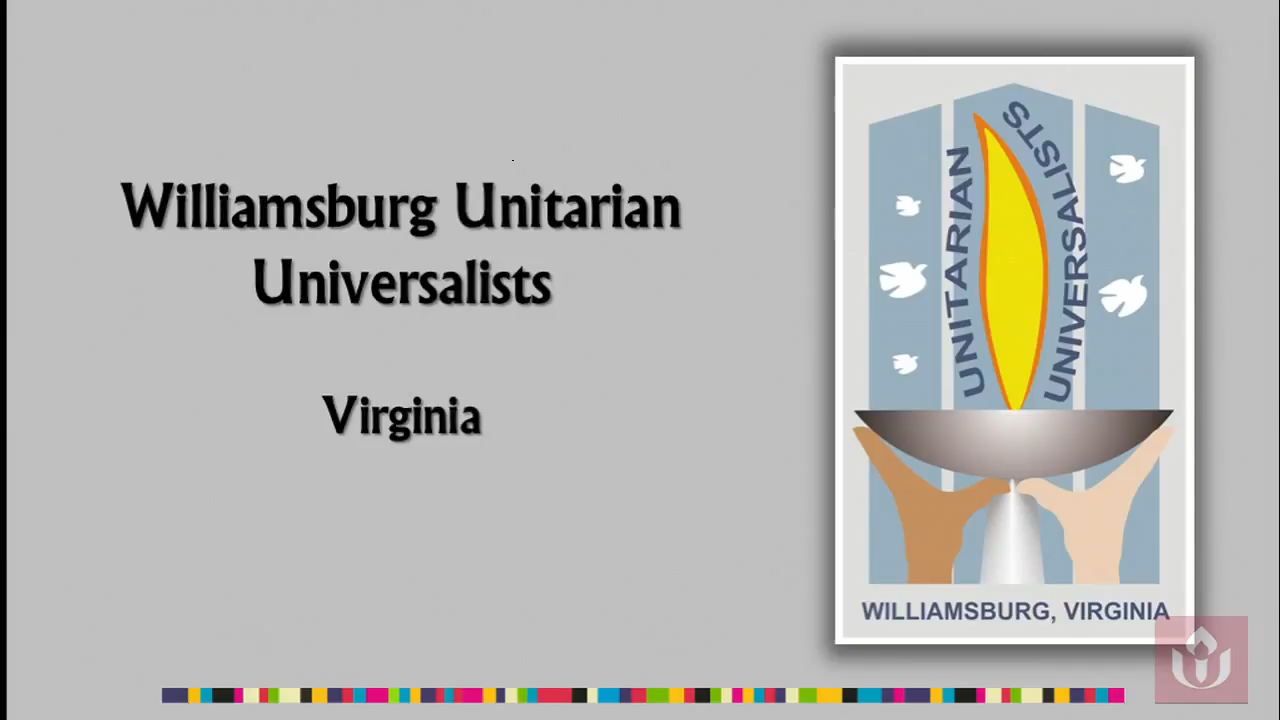 Williamsburg Unitarian
Universalists
Virginia
UNITARIAN
UNIVERSALISTS
WILLIAMSBURG, VIRGINIA